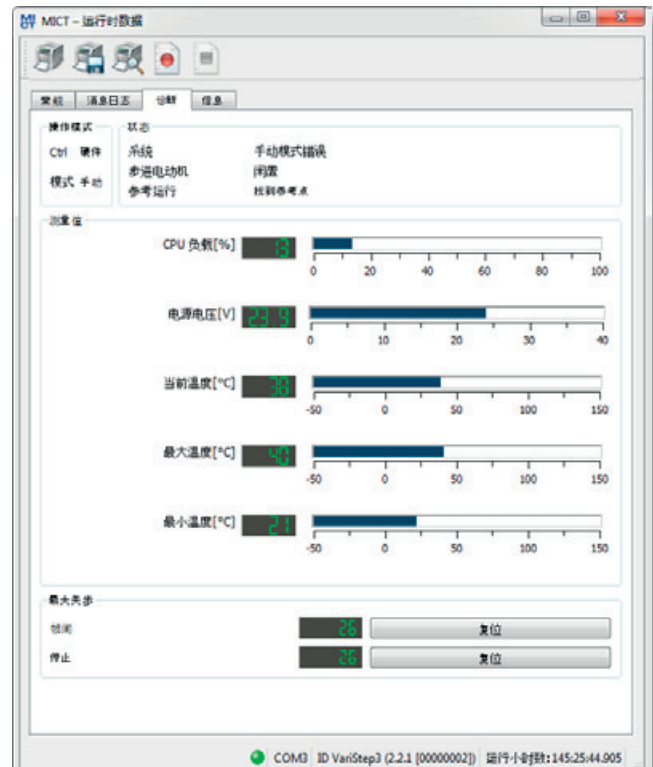 MICT – 运行时数据
常规 消息日志 诊断 信息
操作模式 状态
Ctrl 硬件 系统 手动模式错误
步进电动机 闲置
模式 手动
参考运行 找到参考点
测量值
CPU 负载[%] 13
0 20 40 60 80 100
电源电压[V] 23.9
0 10 20 30 40
当前温度[°C] 38
-50 0 50 100 150
最大温度[°C] 40
-50 0 50 100 150
最小温度[°C] 21
-50 0 50 100 150
最大失步
26 复位
停止 26 复位
COM3 ID VariStep3 (2.2.1 [00000002]) 运行小时数:145:25:44.905